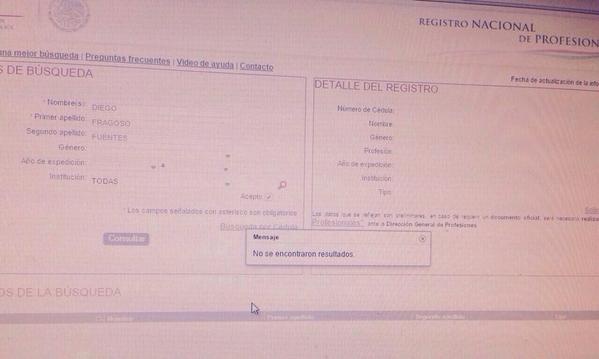 REGISTRO NACIONAL
DE PROFESION
una mejor búsqueda | Preguntas frecuentes | Video de ayuda | Contacto
Fecha de actualización de la info
S DE BÚSQUEDA
* Nombre(s): DIEGO
* Primer apellido: FRAGOSO
Segundo apellido: FUENTES
Género:
Año de expedición:
Institución: TODAS
Acepto
Los campos señalados con asterisco son obligatorios
Búsqueda por Cédula
Consultar
DETALLE DEL REGISTRO
Número de Cédula:
Nombre:
Género:
Profesión:
Año de expedición:
Institución:
Tipo:
Los datos que se reflejan son preliminares, en caso de requerir un documento oficial, será necesario realiza
Profesionales" ante la Dirección General de Profesiones
Mensaje
No se encontraron resultados.
OS DE LA BÚSQUEDA
Nombre Primer apellido Segundo apellido Tipo